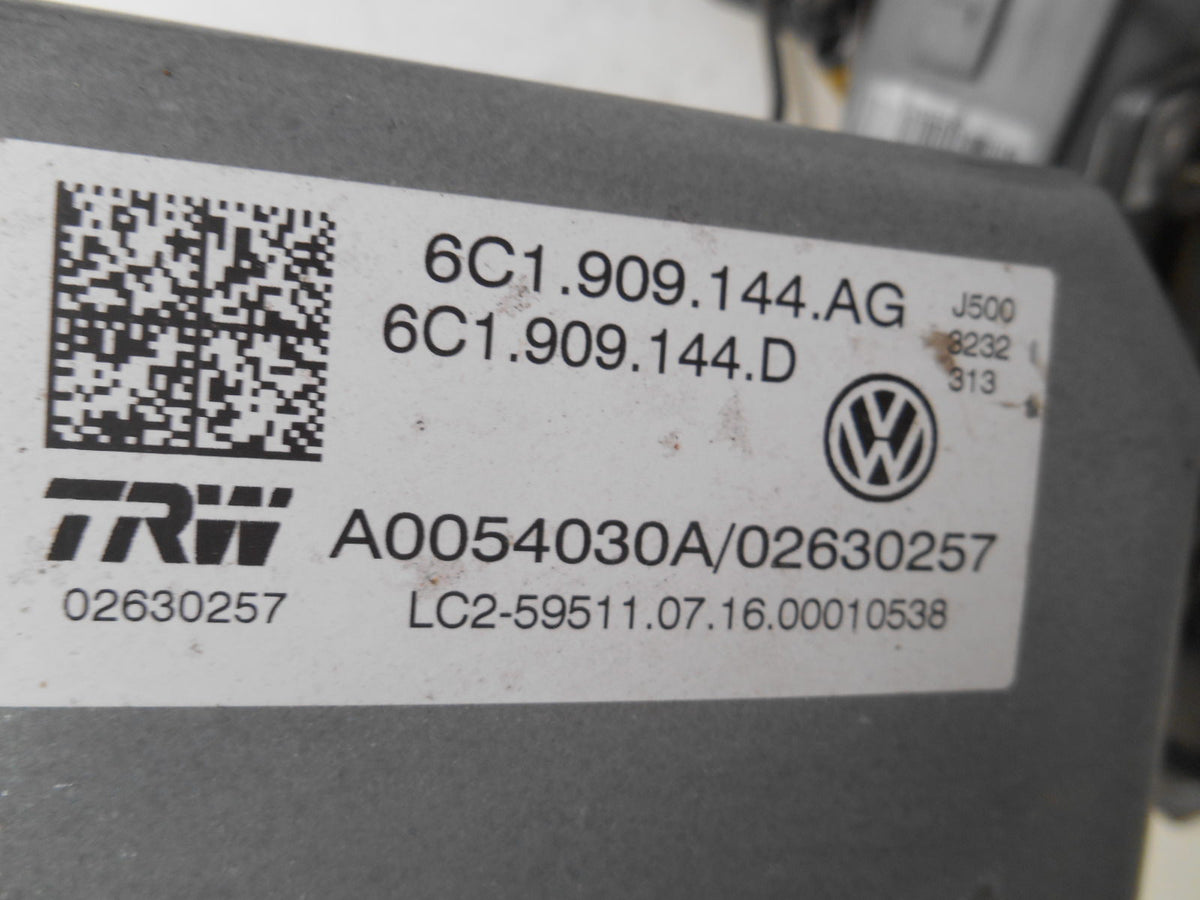 6C1.909.144.AG
6C1.909.144.D
J500
8232
313
TRW
A0054030A/02630257
02630257
LC2-59511.07.16.00010538